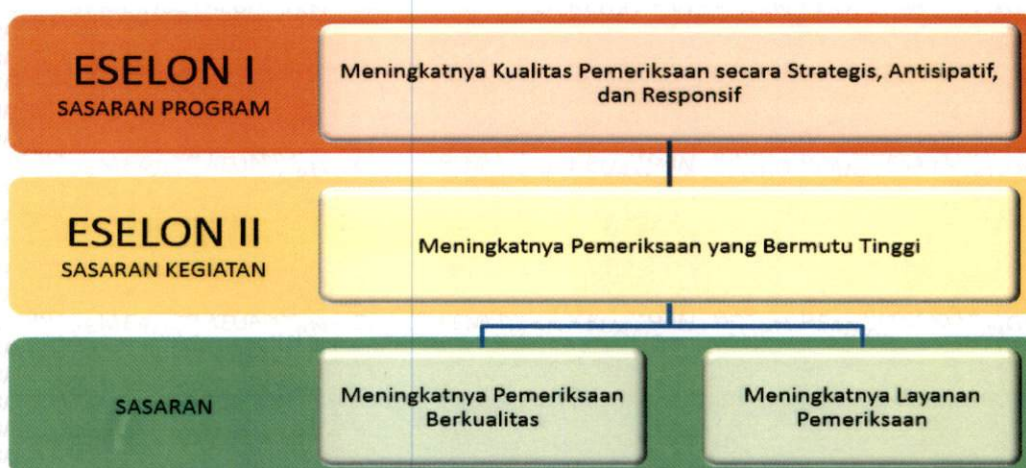 ESELON I
SASARAN PROGRAM
Meningkatnya Kualitas Pemeriksaan secara Strategis, Antisipatif,
dan Responsif
ESELON II
SASARAN KEGIATAN
Meningkatnya Pemeriksaan yang Bermutu Tinggi
SASARAN
Meningkatnya Pemeriksaan
Berkualitas
Meningkatnya Layanan
Pemeriksaan